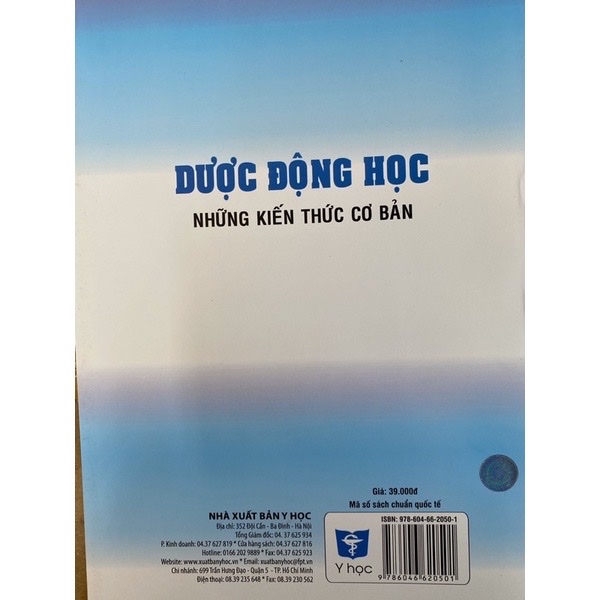 DƯỢC ĐỘNG HỌC
NHỮNG KIẾN THỨC CƠ BẢN
Giá: 39.000đ
Mã số sách chuẩn quốc tế
NHÀ XUẤT BẢN Y HỌC
Địa chỉ: 352 Đội Cấn - Ba Đình - Hà Nội
Tổng Giám đốc: 04. 37 625 934
P. Kinh doanh: 04.37 627 819 * Cửa hàng sách: 04.37 627 816
Hotline: 0166 202 9889 * Fax: 04.37 625 923
Website: www.xuatbanyhoc.vn * Email: xuatbanyhoc@fpt.vn
Chi nhánh: 699 Trần Hưng Đạo - Quận 5 - TP. Hồ Chí Minh
Điện thoại: 08.39 235 648 * Fax: 08.39 230 562
Y học
ISBN: 978-604-66-2050-1
9 786046 620501